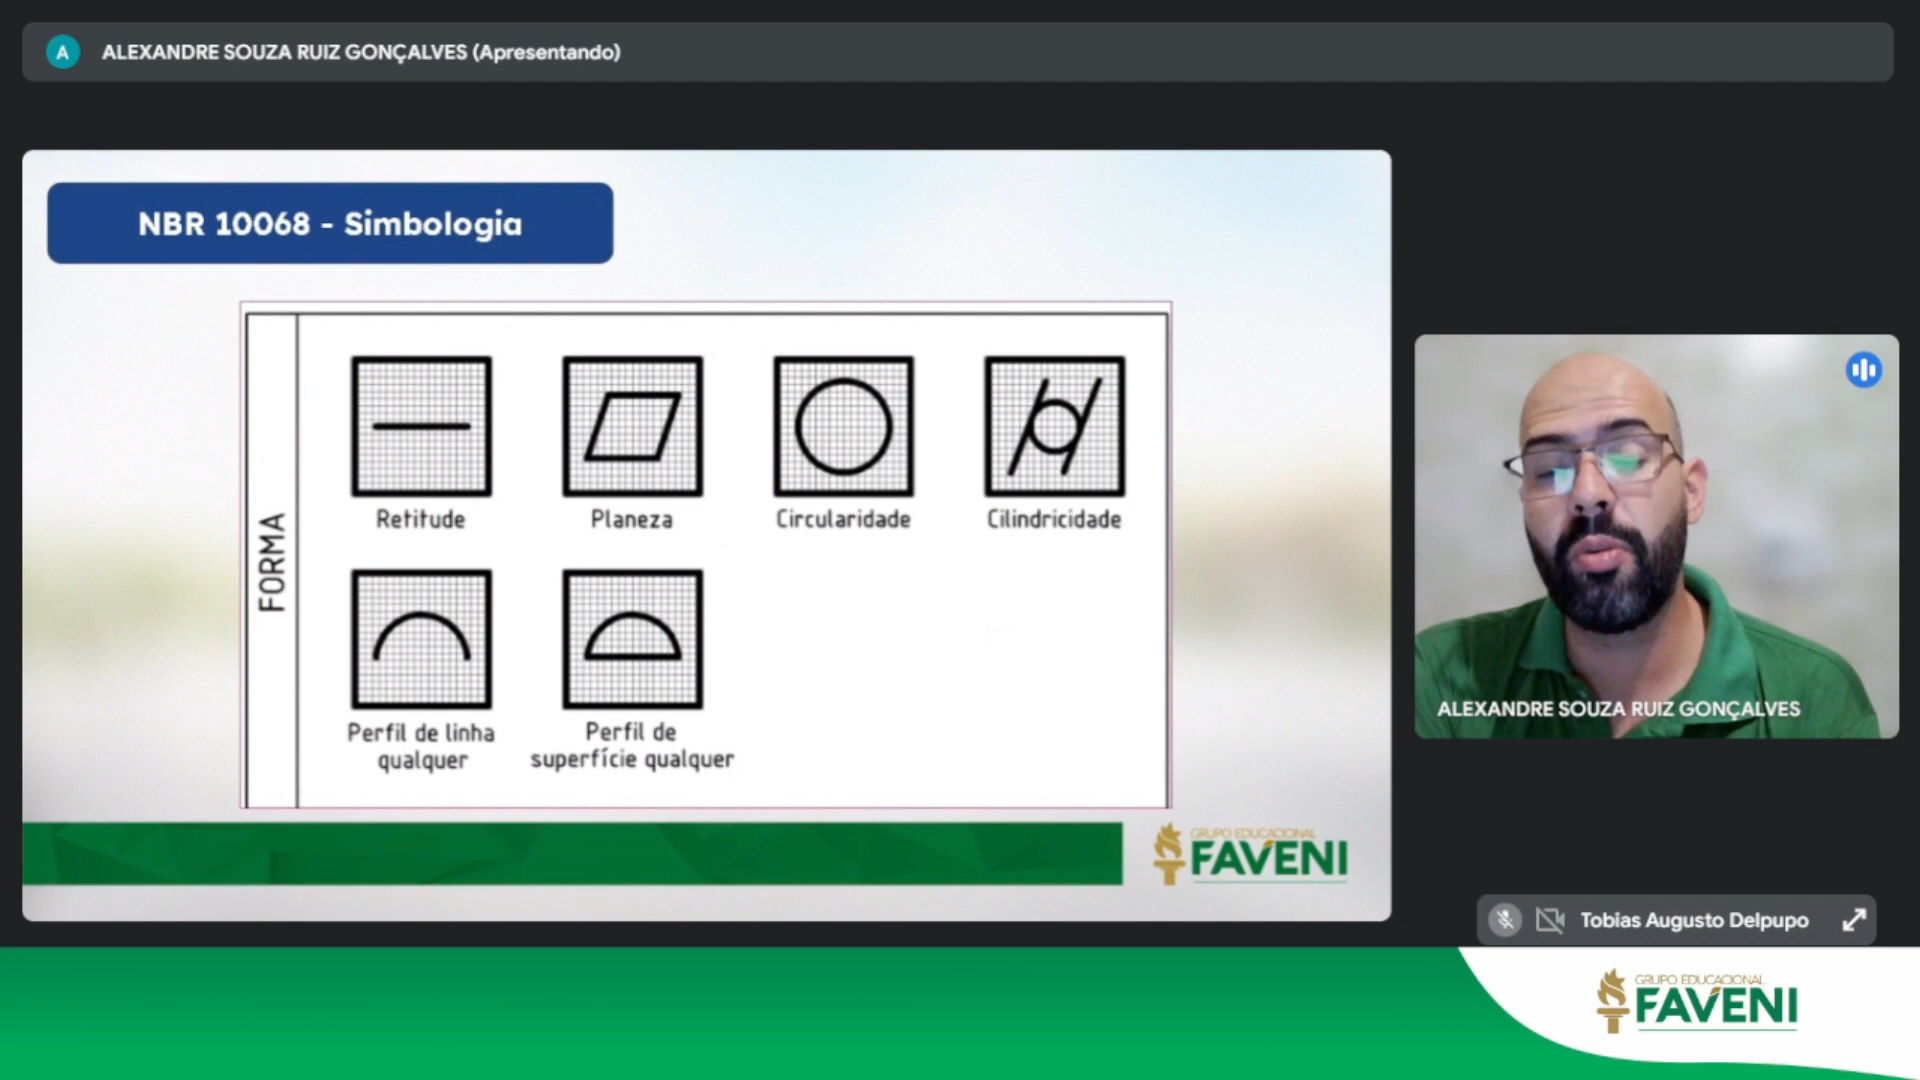 A ALEXANDRE SOUZA RUIZ GONÇALVES (Apresentando)
NBR 10068 - Simbologia
FORMA
Retitude
Planeza
Circularidade
Cilindricidade
Perfil de linha
qualquer
Perfil de
superfície qualquer
GRUPO EDUCACIONAL
FAVENI
ALEXANDRE SOUZA RUIZ GONÇALVES
Tobias Augusto Delpupo
GRUPO EDUCACIONAL
FAVENI